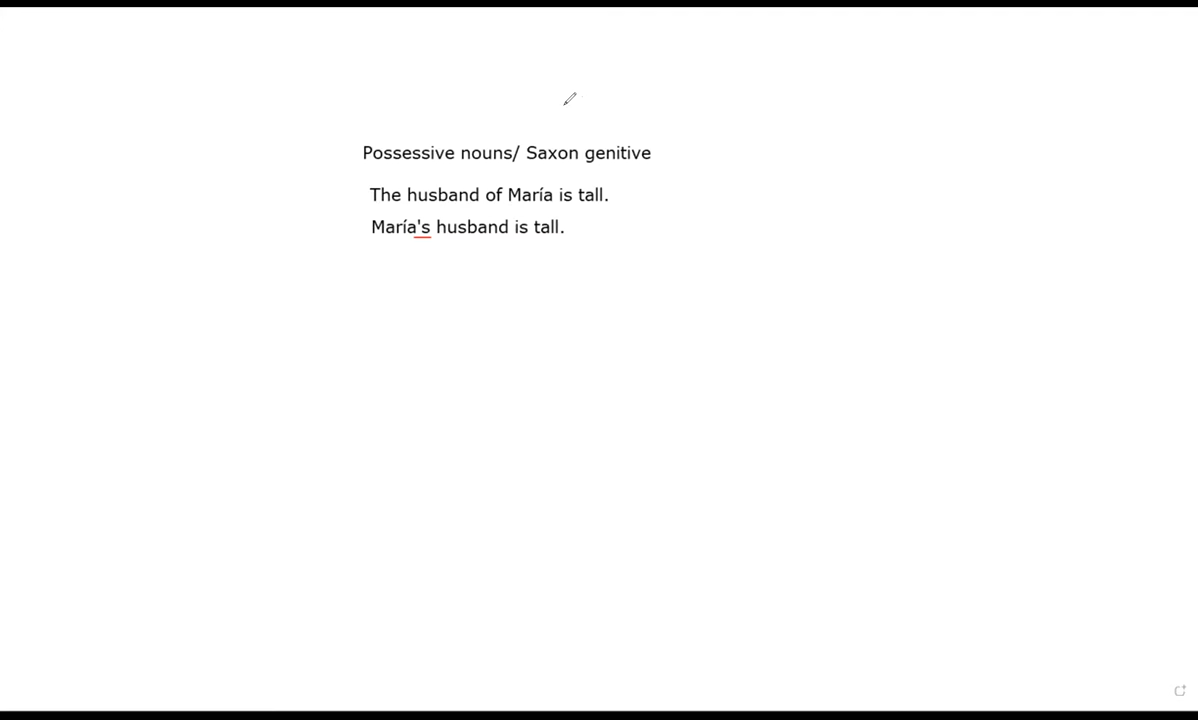 Possessive nouns/ Saxon genitive
The husband of María is tall.
María's husband is tall.